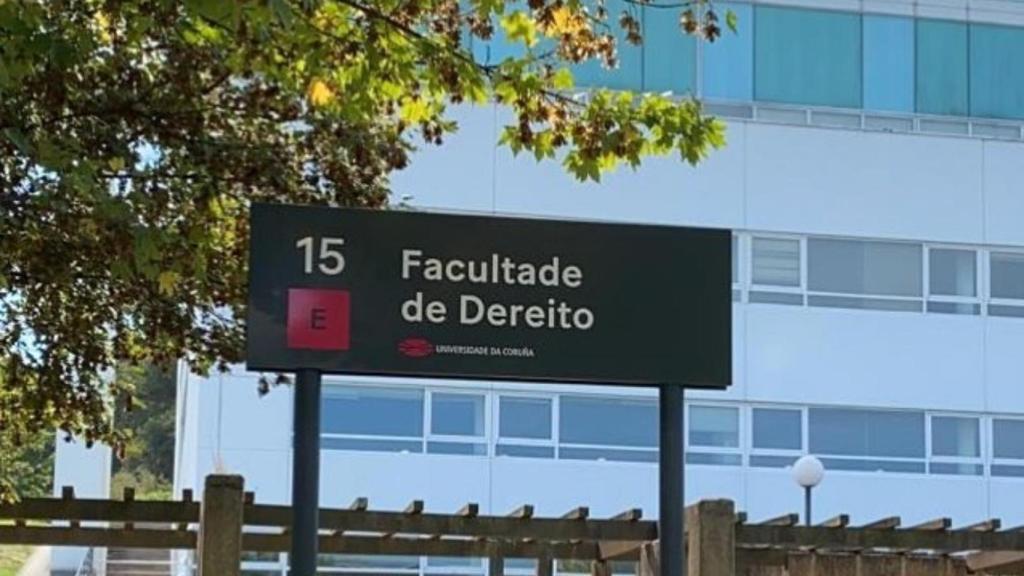 15
E
Facultade
de Dereito
UNIVERSIDADE DA CORUÑA